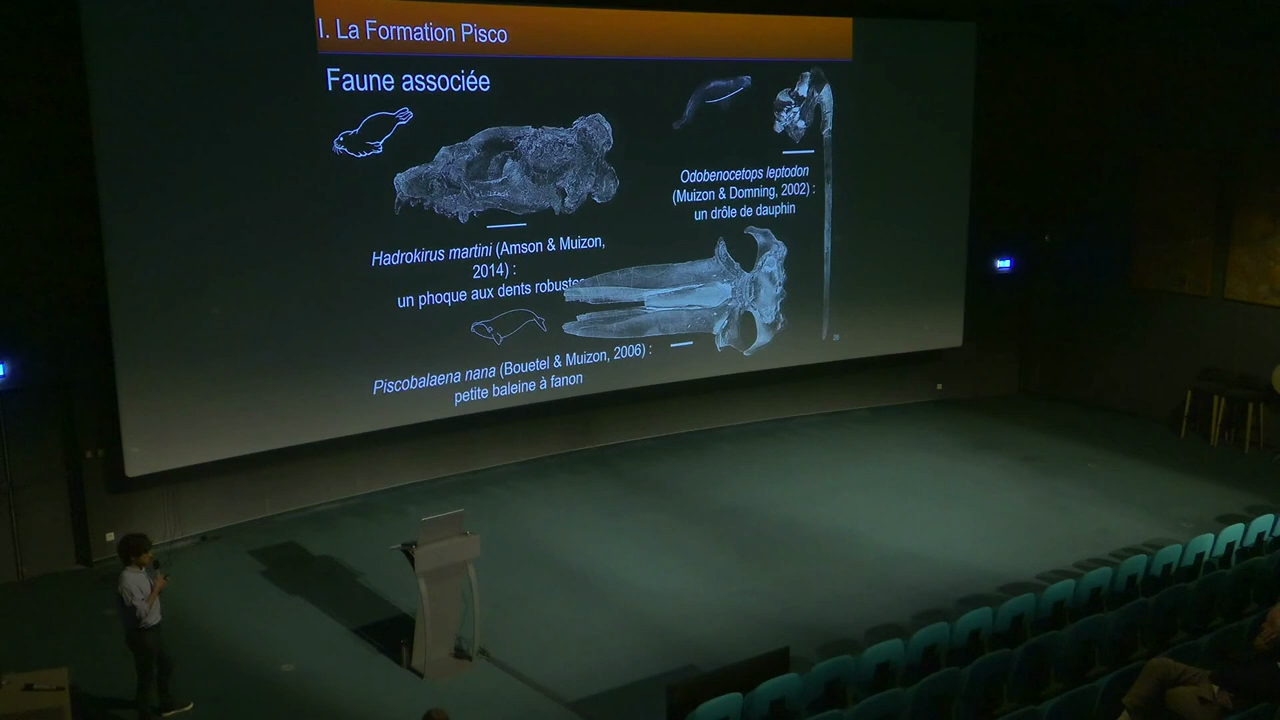 I. La Formation Pisco
Faune associée
Odobenocetops leptodon
(Muizon & Domning, 2002) :
un drôle de dauphin
Hadrokirus martini (Amson & Muizon,
2014) :
un phoque aux dents robustes
Piscobalaena nana (Bouetel & Muizon, 2006) :
petite baleine à fanon